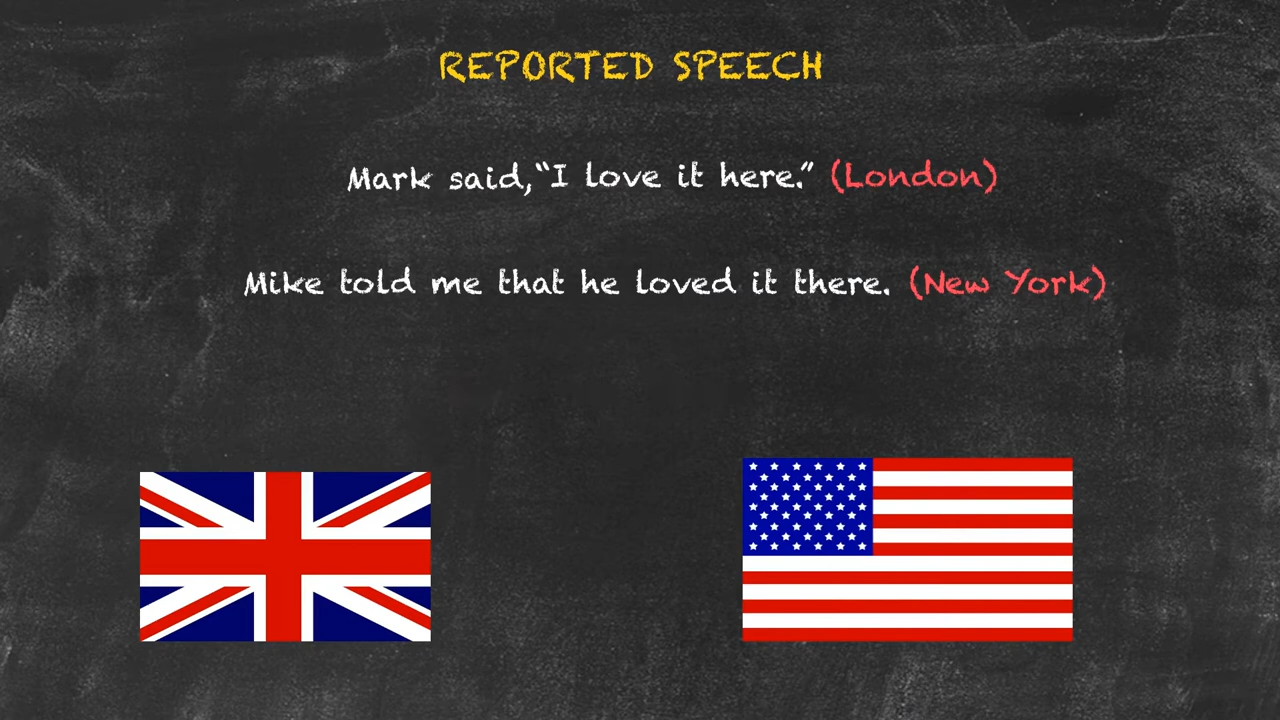 REPORTED SPEECH
Mark said,“I love it here.” (London)
Mike told me that he loved it there. (New York)